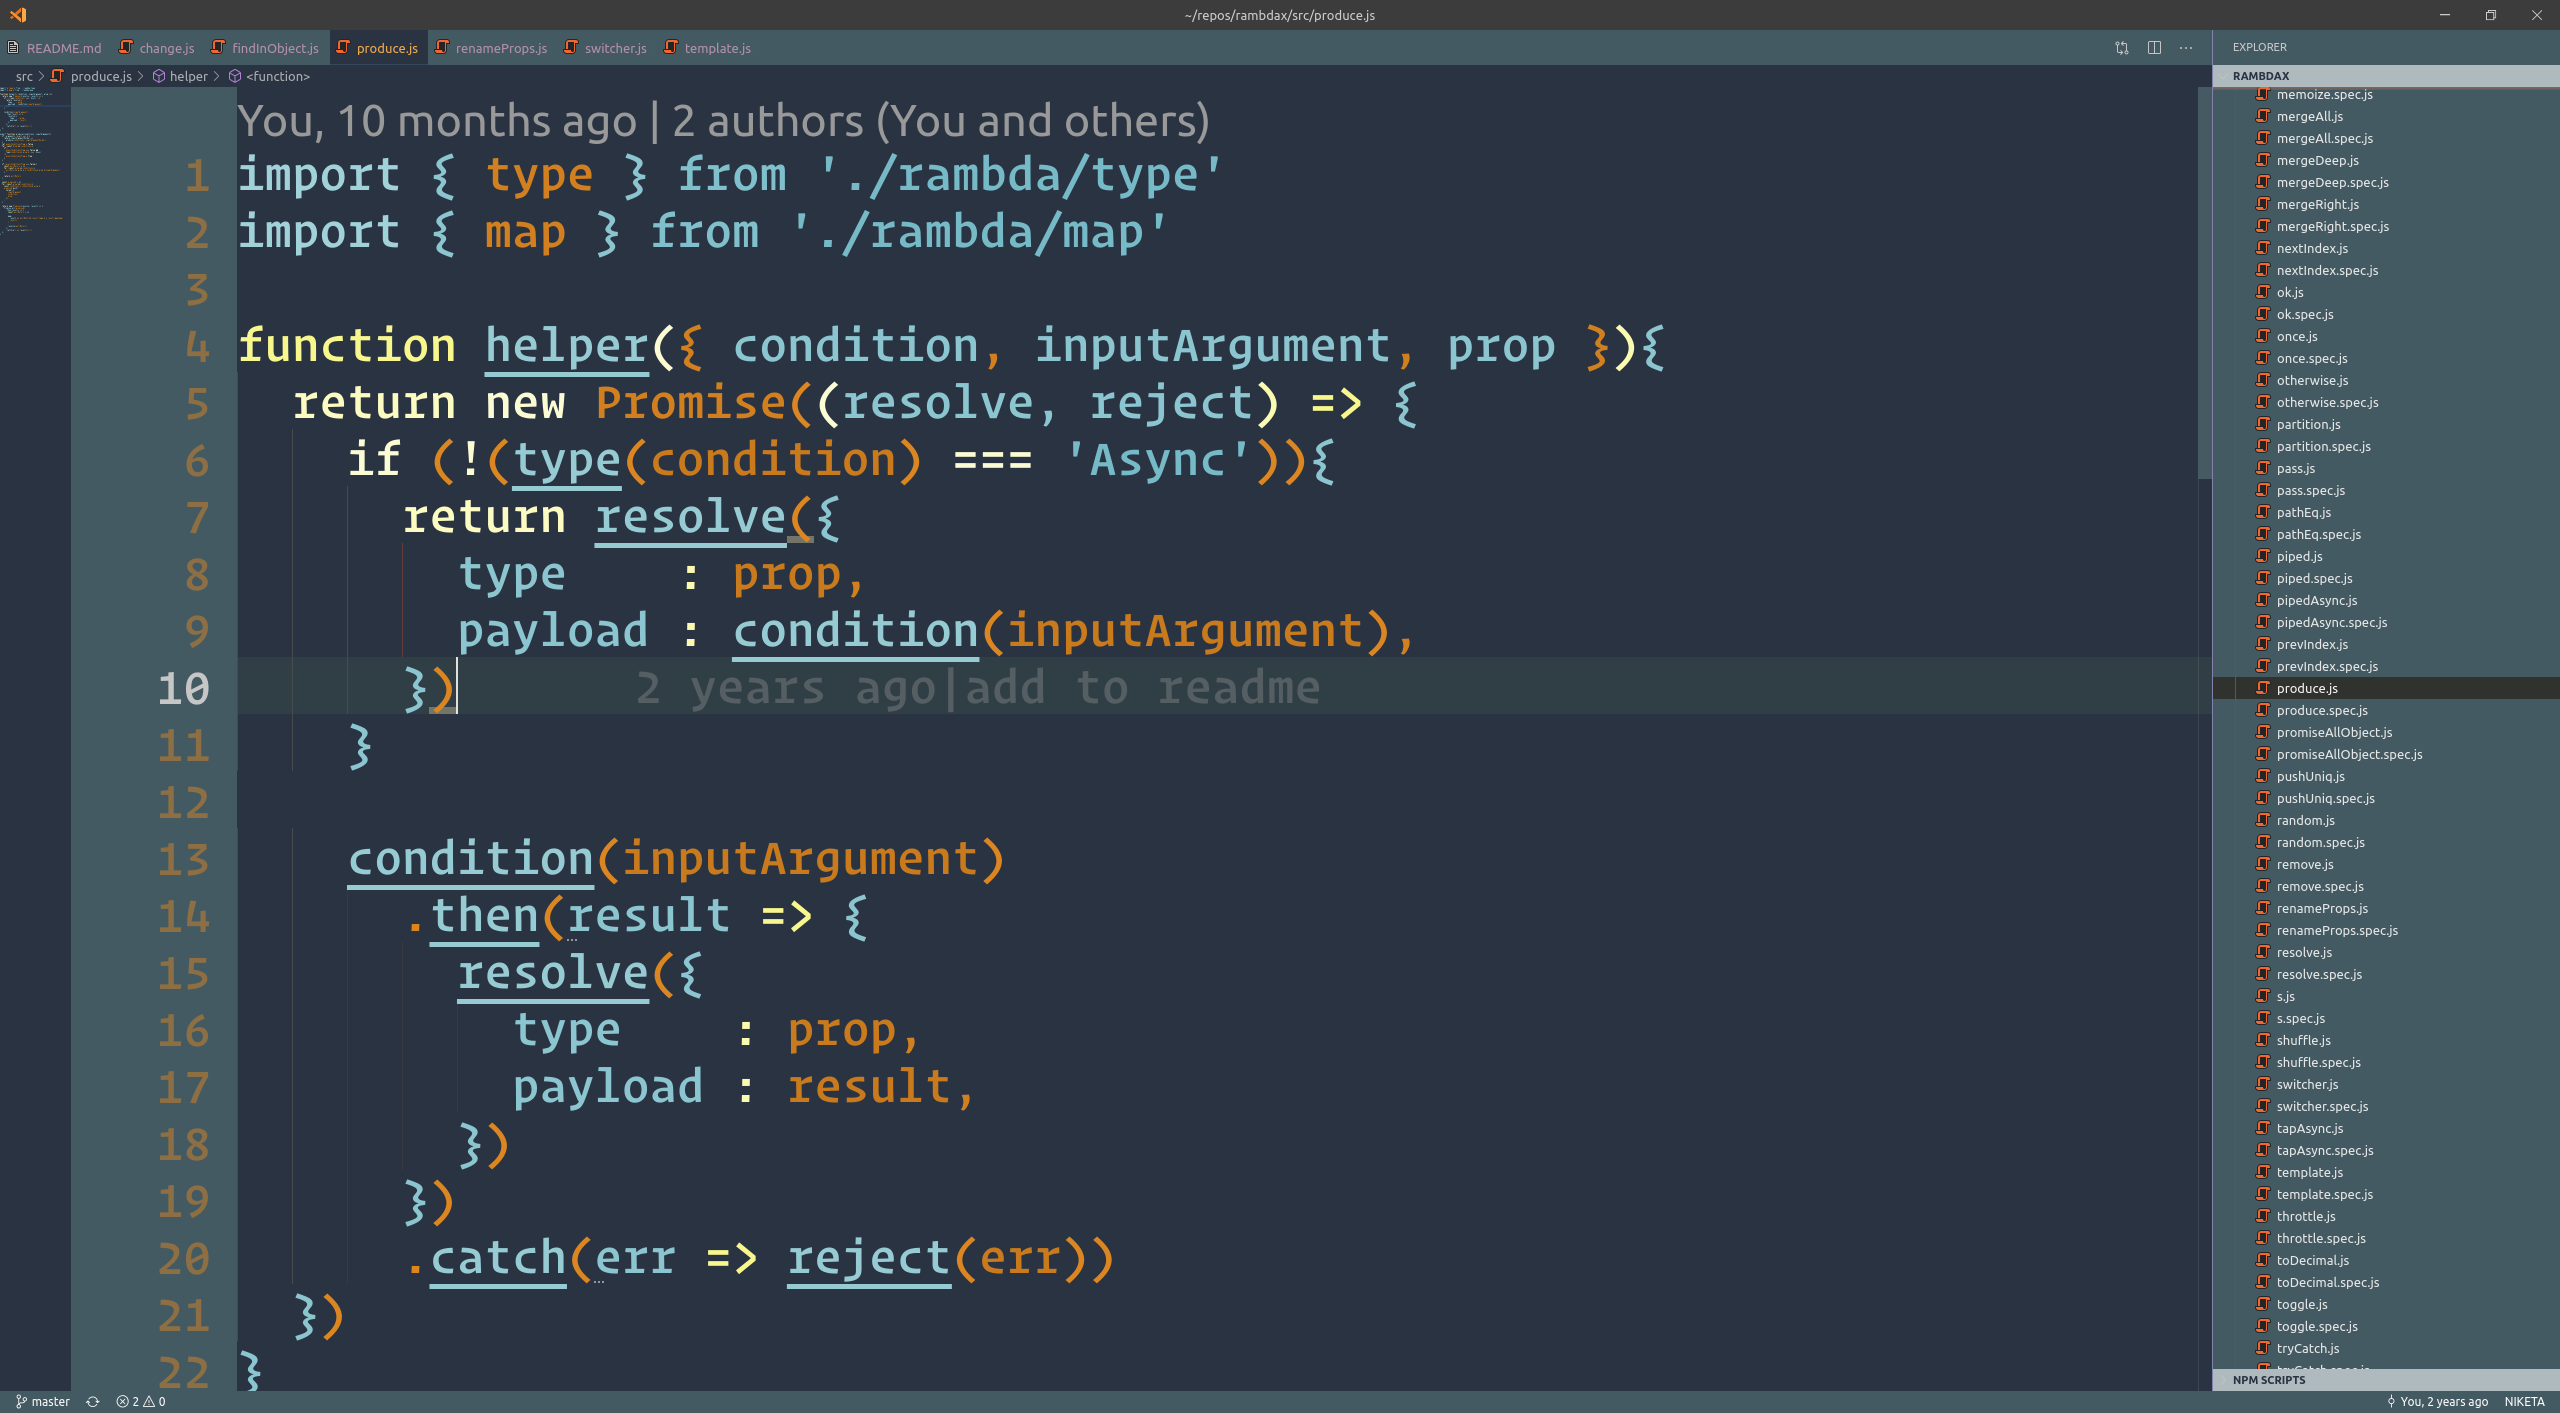 ~/repos/rambdax/src/produce.js
README.md change.js findInObject.js produce.js renameProps.js switcher.js template.js
src > produce.js > helper > <function>
You, 10 months ago | 2 authors (You and others)
1 import { type } from './rambda/type'
2 import { map } from './rambda/map'
3
4 function helper({ condition, inputArgument, prop }){
5 return new Promise((resolve, reject) => {
6 if (!(type(condition) === 'Async')){
7 return resolve({
8 type : prop,
9 payload : condition(inputArgument),
10 }) 2 years ago|add to readme
11 }
12
13 condition(inputArgument)
14 .then(result => {
15 resolve({
16 type : prop,
17 payload : result,
18 })
19 })
20 .catch(err => reject(err))
21 })
22 }
EXPLORER
RAMBDAX
memoize.spec.js
mergeAll.js
mergeAll.spec.js
mergeDeep.js
mergeDeep.spec.js
mergeRight.js
mergeRight.spec.js
nextIndex.js
nextIndex.spec.js
ok.js
ok.spec.js
once.js
once.spec.js
otherwise.js
otherwise.spec.js
partition.js
partition.spec.js
pass.js
pass.spec.js
pathEq.js
pathEq.spec.js
piped.js
piped.spec.js
pipedAsync.js
pipedAsync.spec.js
prevIndex.js
prevIndex.spec.js
produce.js
produce.spec.js
promiseAllObject.js
promiseAllObject.spec.js
pushUniq.js
pushUniq.spec.js
random.js
random.spec.js
remove.js
remove.spec.js
renameProps.js
renameProps.spec.js
resolve.js
resolve.spec.js
s.js
s.spec.js
shuffle.js
shuffle.spec.js
switcher.js
switcher.spec.js
tapAsync.js
tapAsync.spec.js
template.js
template.spec.js
throttle.js
throttle.spec.js
toDecimal.js
toDecimal.spec.js
toggle.js
toggle.spec.js
tryCatch.js
tryCatch.spec.js
NPM SCRIPTS
master 2 0 You, 2 years ago NIKETA